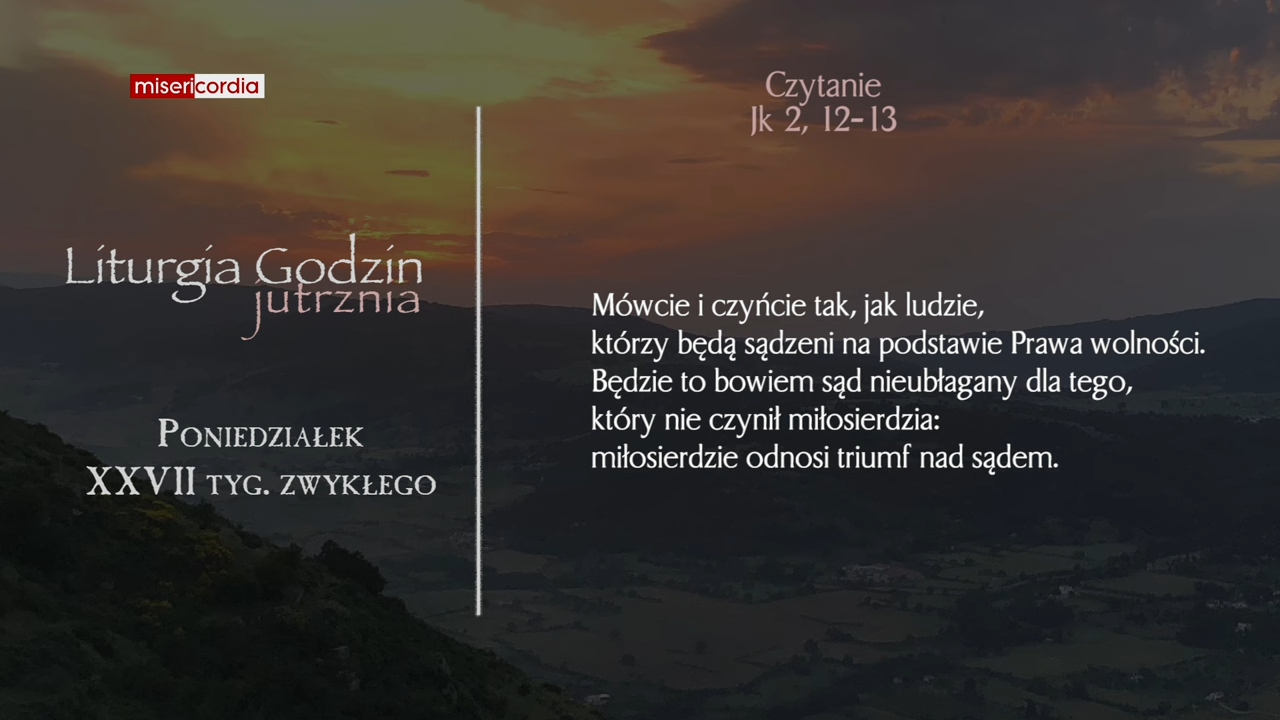 misericordia
Liturgia Godzin
jutrznia
Poniedziałek
XXVII tyg. zwykłego
Czytanie
Jk 2, 12-13
Mówcie i czyńcie tak, jak ludzie,
którzy będą sądzeni na podstawie Prawa wolności.
Będzie to bowiem sąd nieubłagany dla tego,
który nie czynił miłosierdzia:
miłosierdzie odnosi triumf nad sądem.